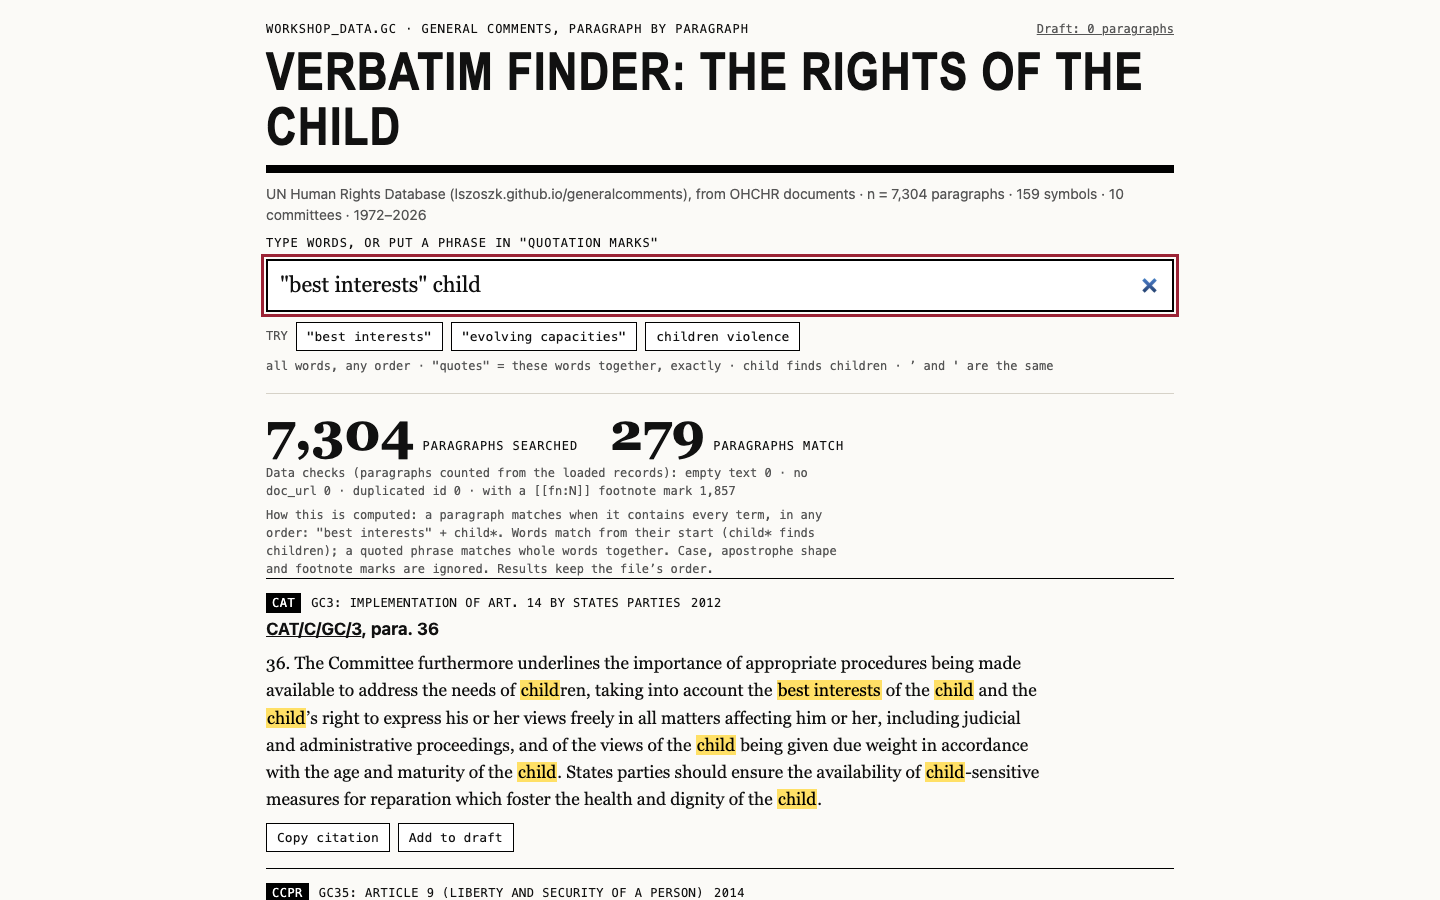 WORKSHOP_DATA.GC · GENERAL COMMENTS, PARAGRAPH BY PARAGRAPH
Draft: 0 paragraphs
VERBATIM FINDER: THE RIGHTS OF THE
CHILD
UN Human Rights Database (lszoszk.github.io/generalcomments), from OHCHR documents · n = 7,304 paragraphs · 159 symbols · 10
committees · 1972–2026
TYPE WORDS, OR PUT A PHRASE IN "QUOTATION MARKS"
"best interests" child
TRY "best interests" "evolving capacities" children violence
all words, any order · "quotes" = these words together, exactly · child finds children · ’ and ' are the same
7,304 PARAGRAPHS SEARCHED 279 PARAGRAPHS MATCH
Data checks (paragraphs counted from the loaded records): empty text 0 · no
doc_url 0 · duplicated id 0 · with a [[fn:N]] footnote mark 1,857
How this is computed: a paragraph matches when it contains every term, in any
order: "best interests" + child*. Words match from their start (child* finds
children); a quoted phrase matches whole words together. Case, apostrophe shape
and footnote marks are ignored. Results keep the file’s order.
CAT GC3: IMPLEMENTATION OF ART. 14 BY STATES PARTIES 2012
CAT/C/GC/3, para. 36
36. The Committee furthermore underlines the importance of appropriate procedures being made
available to address the needs of children, taking into account the best interests of the child and the
child’s right to express his or her views freely in all matters affecting him or her, including judicial
and administrative proceedings, and of the views of the child being given due weight in accordance
with the age and maturity of the child. States parties should ensure the availability of child-sensitive
measures for reparation which foster the health and dignity of the child.
Copy citation Add to draft
CCPR GC35: ARTICLE 9 (LIBERTY AND SECURITY OF A PERSON) 2014